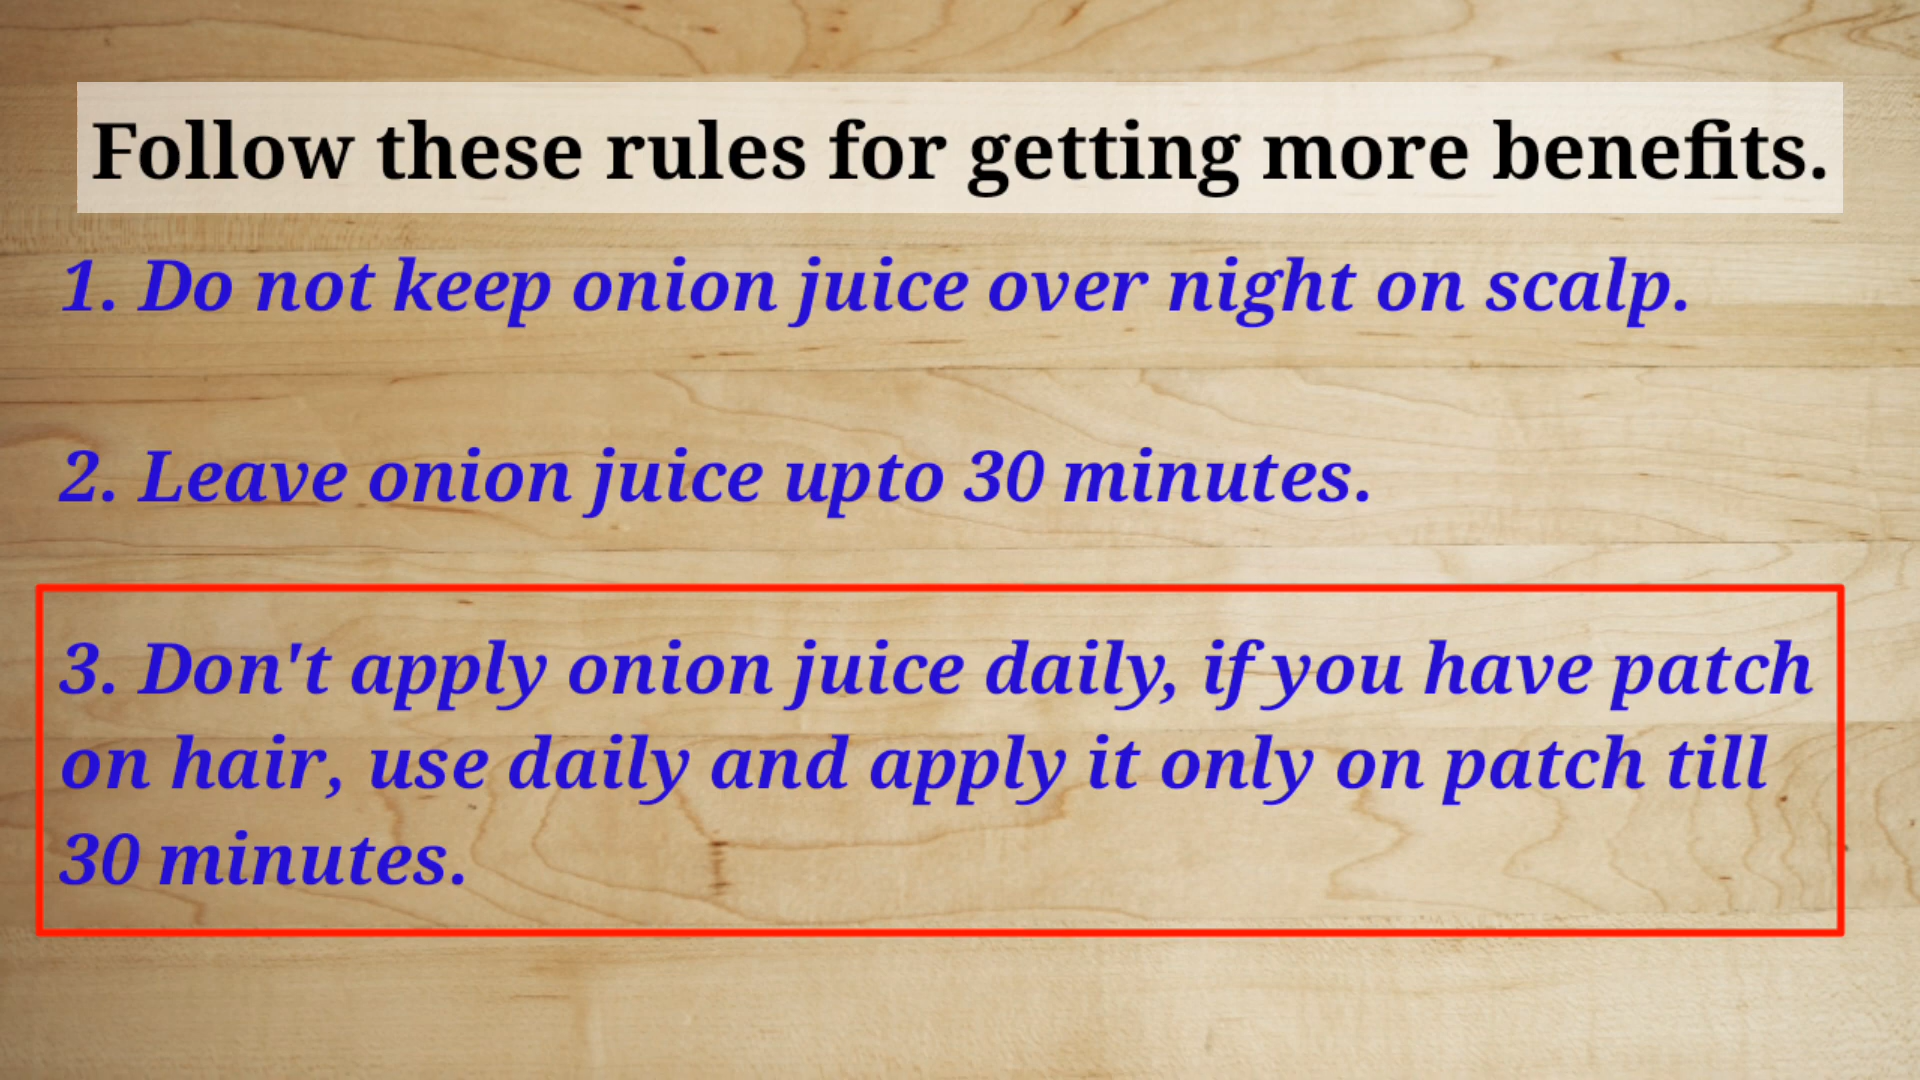 Follow these rules for getting more benefits.
1. Do not keep onion juice over night on scalp.
2. Leave onion juice upto 30 minutes.
3. Don't apply onion juice daily, if you have patch
on hair, use daily and apply it only on patch till
30 minutes.